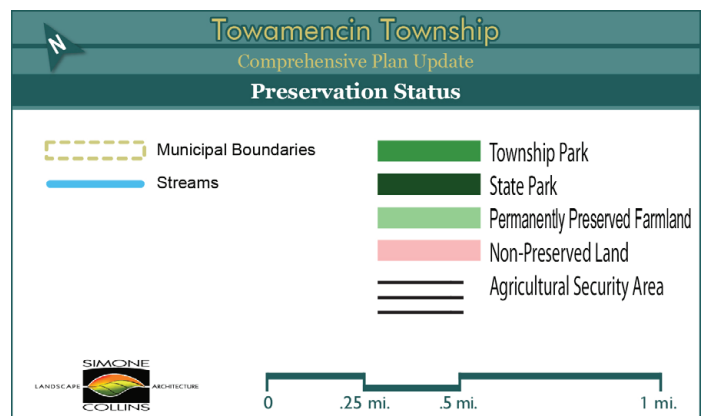 N
Towamencin Township
Comprehensive Plan Update
Preservation Status
Municipal Boundaries
Streams
Township Park
State Park
Permanently Preserved Farmland
Non-Preserved Land
Agricultural Security Area
SIMONE
LANDSCAPE ARCHITECTURE
COLLINS
0 .25 mi. .5 mi. 1 mi.